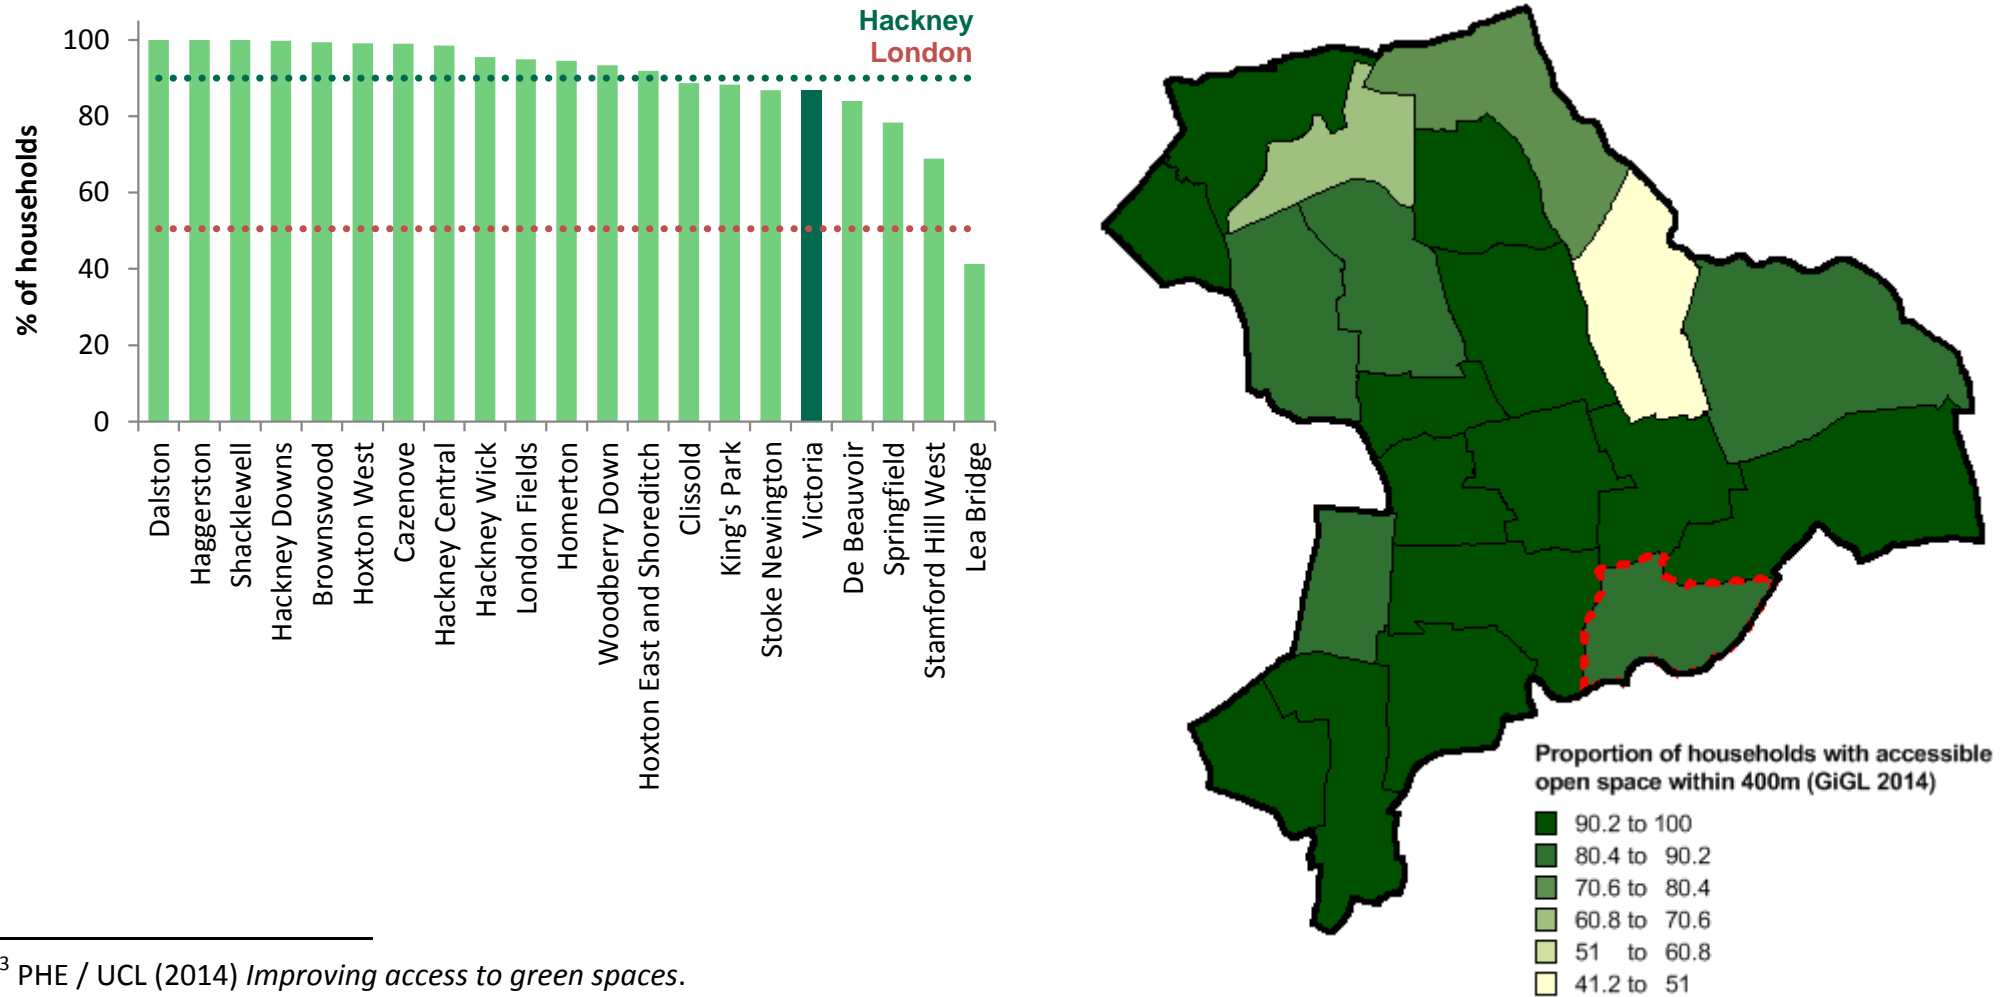 Hackney
London
100
80
60
40
20
0
% of households
Dalston
Haggerston
Shacklewell
Hackney Downs
Brownswood
Hoxton West
Cazenove
Hackney Central
Hackney Wick
London Fields
Homerton
Woodberry Down
Hoxton East and Shoreditch
Clissold
King's Park
Stoke Newington
Victoria
De Beauvoir
Springfield
Stamford Hill West
Lea Bridge
Proportion of households with accessible
open space within 400m (GiGL 2014)
90.2 to 100
80.4 to 90.2
70.6 to 80.4
60.8 to 70.6
51 to 60.8
41.2 to 51
3 PHE / UCL (2014) Improving access to green spaces.